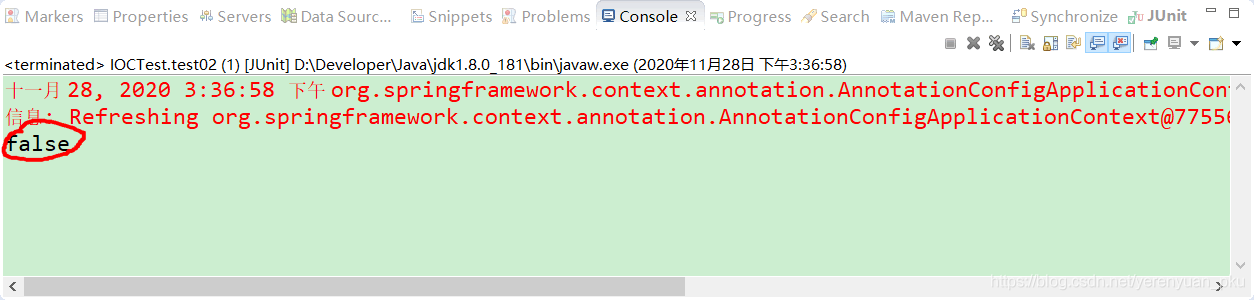 Markers Properties Servers Data Sourc... Snippets Problems Console Progress Search Maven Rep... Synchronize JUnit
<terminated> IOCTest.test02 (1) [JUnit] D:\Developer\Java\jdk1.8.0_181\bin\javaw.exe (2020年11月28日 下午3:36:58)
十一月 28, 2020 3:36:58 下午 org.springframework.context.annotation.AnnotationConfigApplicationCont
信息: Refreshing org.springframework.context.annotation.AnnotationConfigApplicationContext@77556
false
https://blog.csdn.net/yerenyuan_pku